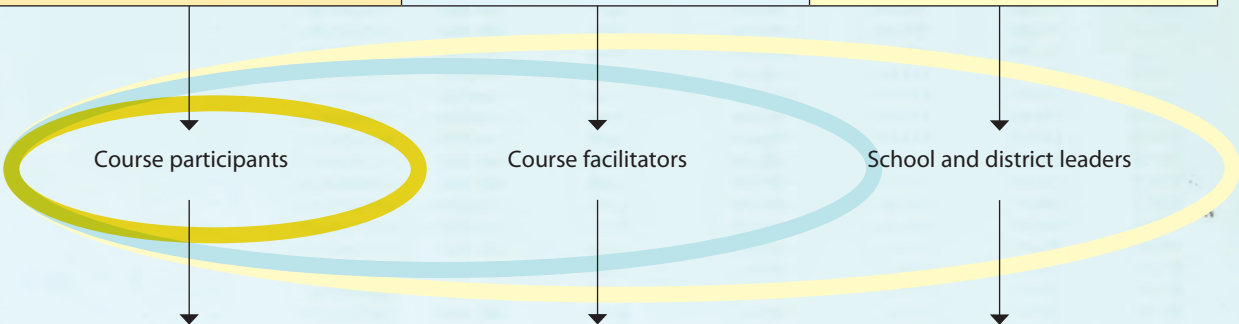 Course participants
Course facilitators
School and district leaders